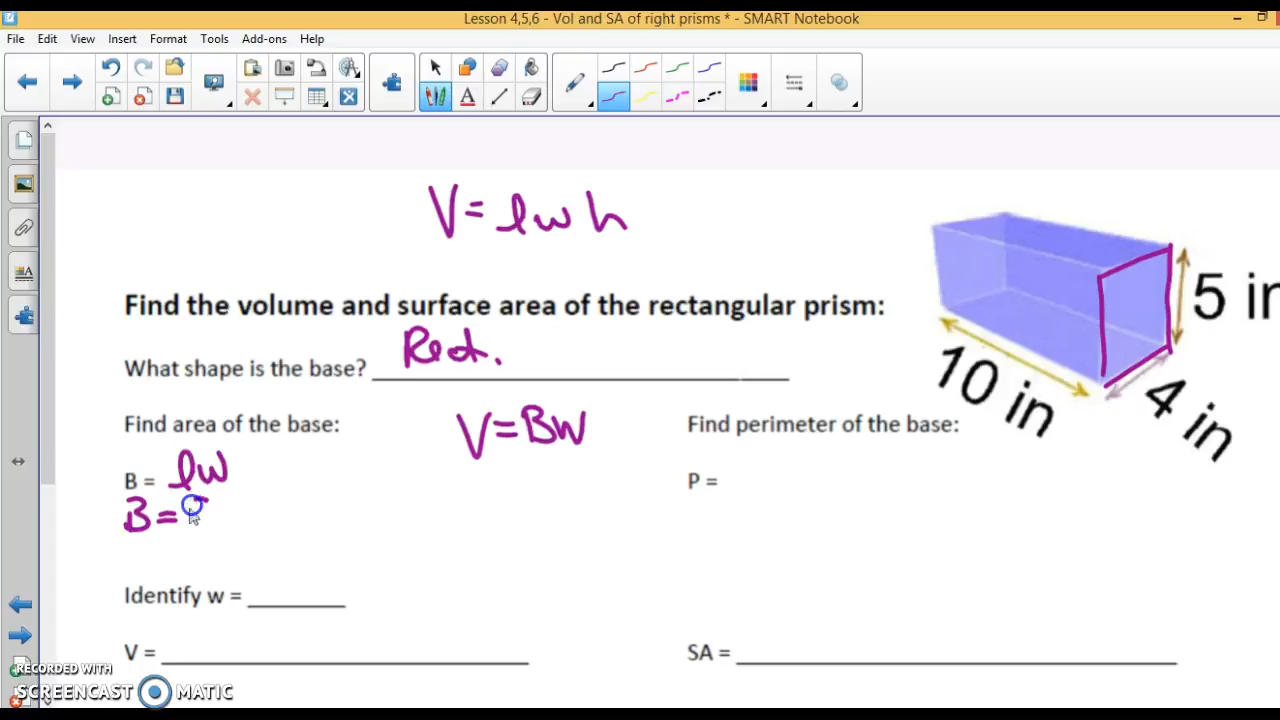 Lesson 4,5,6 - Vol and SA of right prisms * - SMART Notebook
File Edit View Insert Format Tools Add-ons Help
V = lwh
Find the volume and surface area of the rectangular prism:
5 in
10 in
4 in
What shape is the base? Rect.
Find area of the base:
V = Bw
Find perimeter of the base:
B = lw
P =
B =
Identify w =
V =
SA =
RECORDED WITH
SCREENCAST MATIC